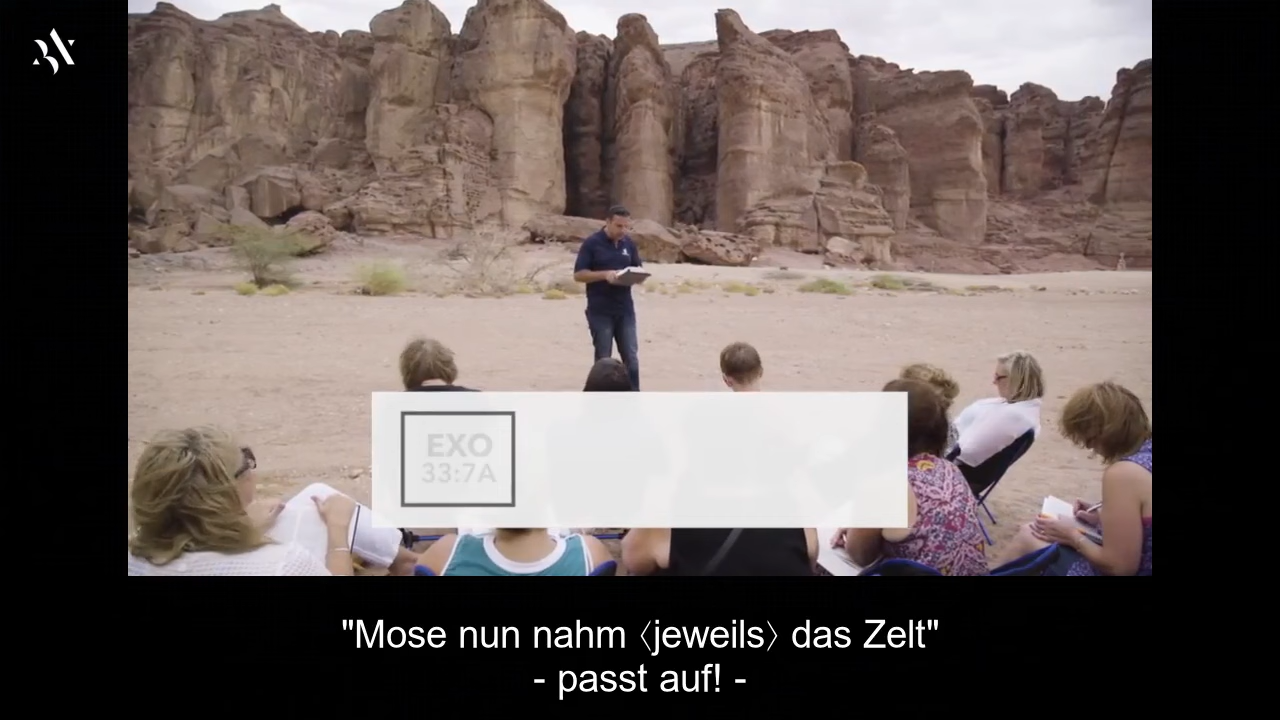 EXO
33:7A
"Mose nun nahm 〈jeweils〉 das Zelt"
- passt auf! -